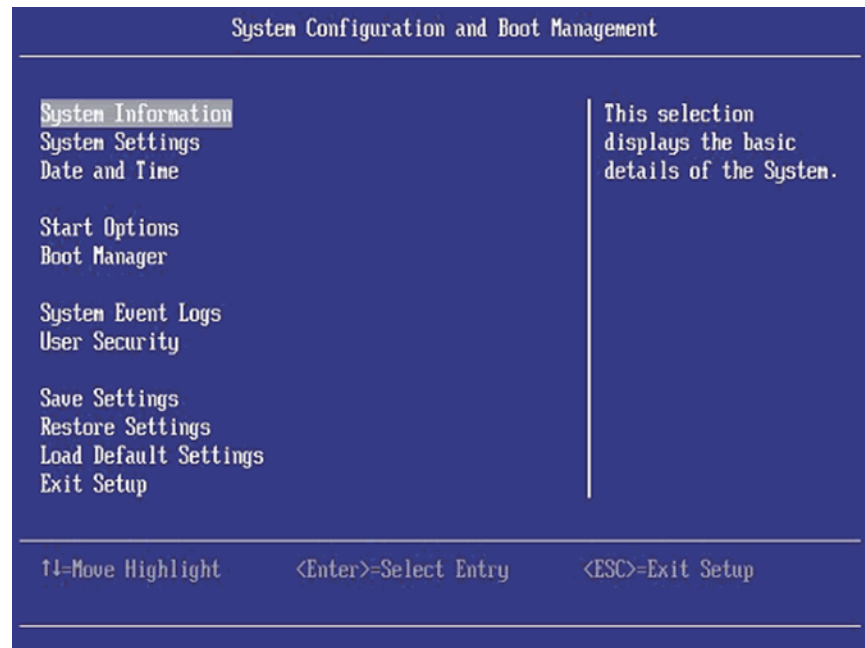 System Configuration and Boot Management
System Information
System Settings
Date and Time
Start Options
Boot Manager
System Event Logs
User Security
Save Settings
Restore Settings
Load Default Settings
Exit Setup
This selection
displays the basic
details of the System.
↑↓=Move Highlight <Enter>=Select Entry <ESC>=Exit Setup